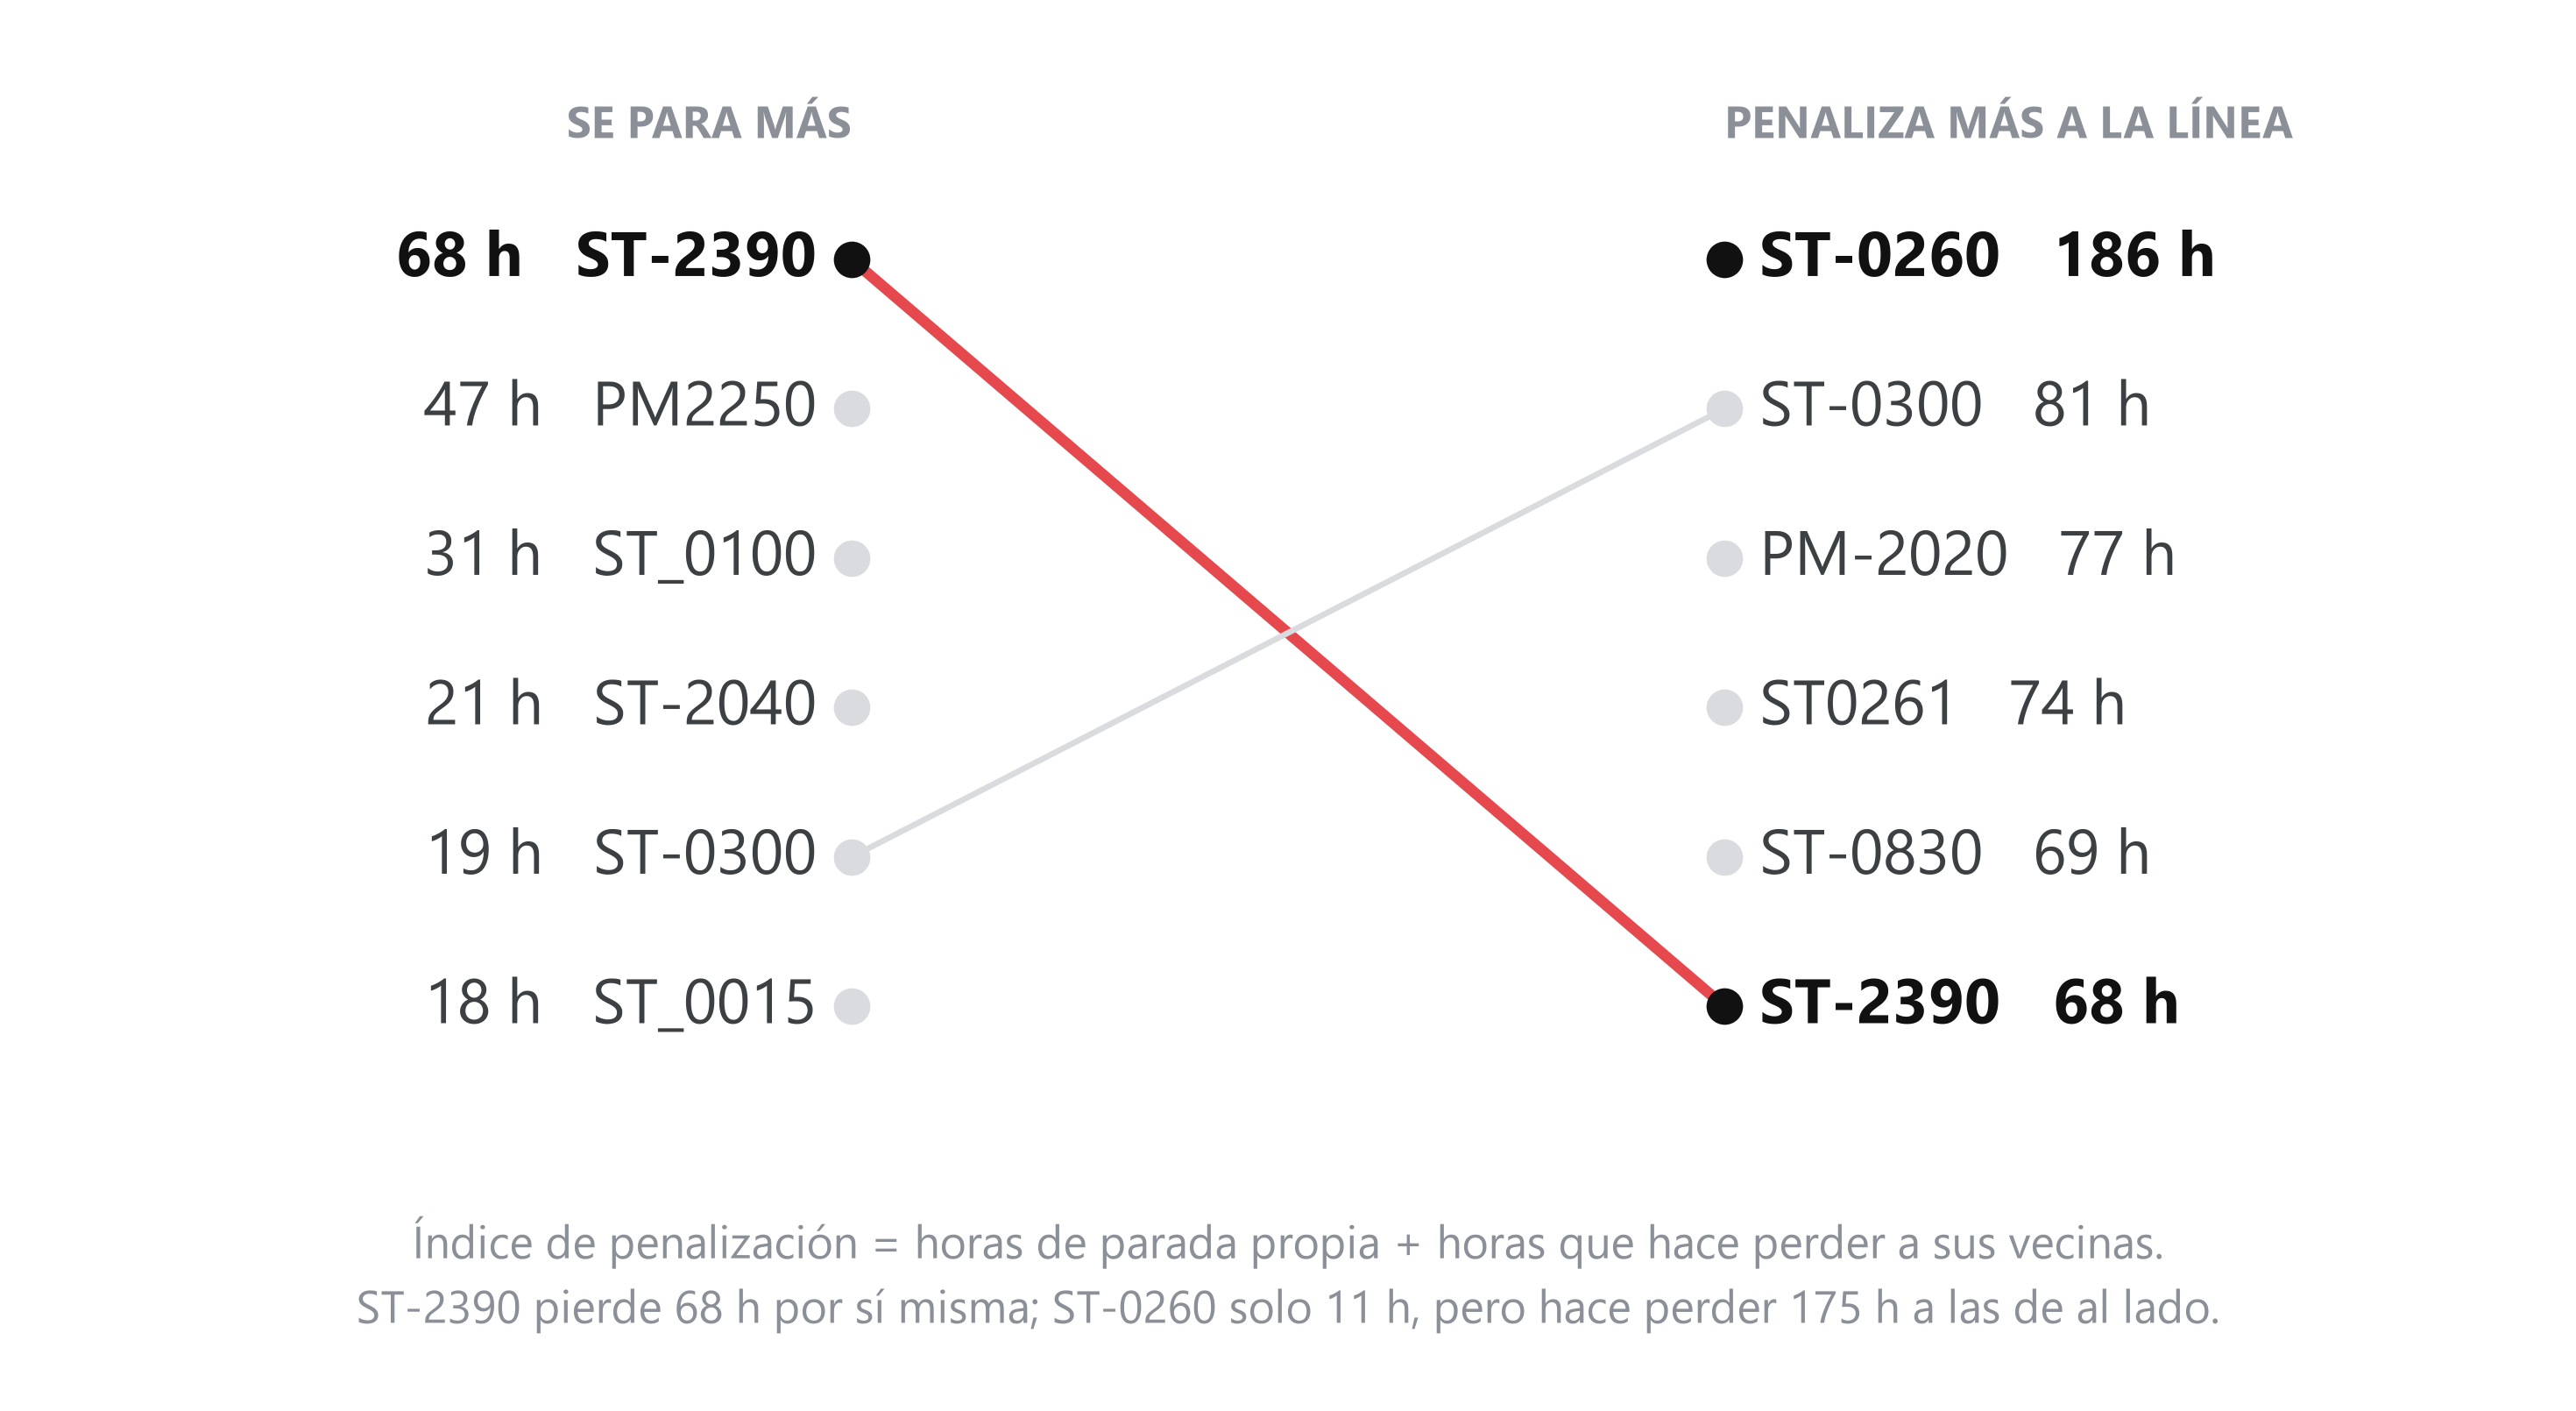 SE PARA MÁS
PENALIZA MÁS A LA LÍNEA
68 h ST-2390
ST-0260 186 h
47 h PM2250
ST-0300 81 h
31 h ST_0100
PM-2020 77 h
21 h ST-2040
ST0261 74 h
19 h ST-0300
ST-0830 69 h
18 h ST_0015
ST-2390 68 h
Índice de penalización = horas de parada propia + horas que hace perder a sus vecinas.
ST-2390 pierde 68 h por sí misma; ST-0260 solo 11 h, pero hace perder 175 h a las de al lado.